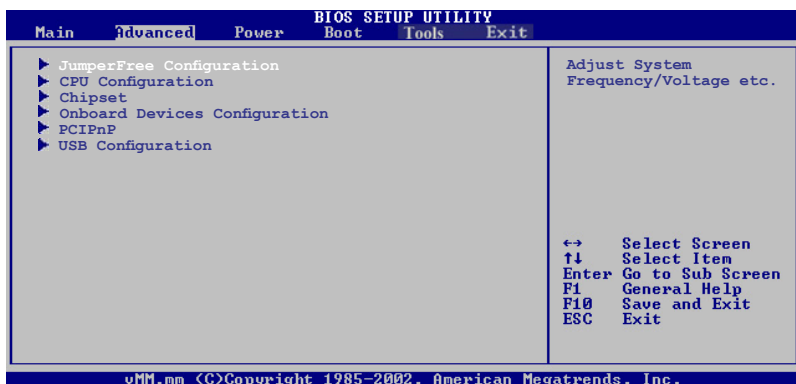 BIOS SETUP UTILITY
Main Advanced Power Boot Tools Exit
JumperFree Configuration
CPU Configuration
Chipset
Onboard Devices Configuration
PCIPnP
USB Configuration
Adjust System
Frequency/Voltage etc.
←→ Select Screen
↑↓ Select Item
Enter Go to Sub Screen
F1 General Help
F10 Save and Exit
ESC Exit
vMM.mm (C)Copyright 1985-2002, American Megatrends, Inc.